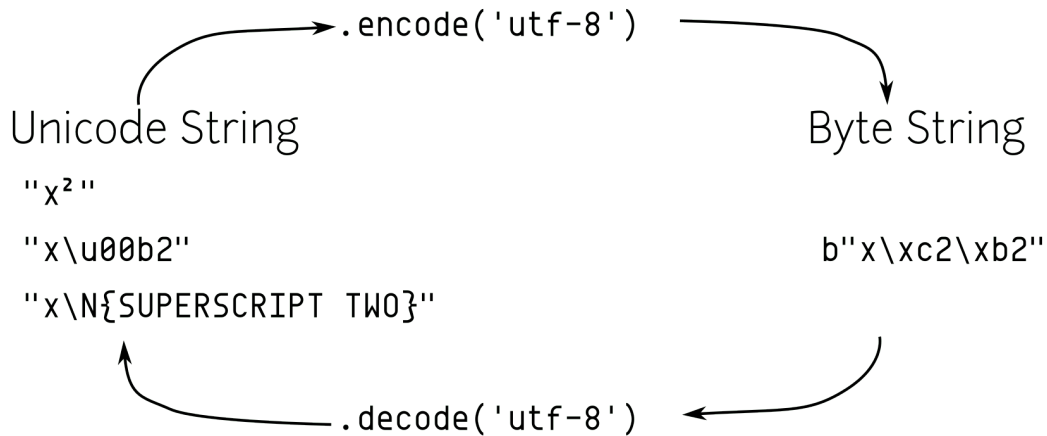 .encode('utf-8')
Unicode String
Byte String
"x²"
"x\u00b2"
b"x\xc2\xb2"
"x\N{SUPERSCRIPT TWO}"
.decode('utf-8')